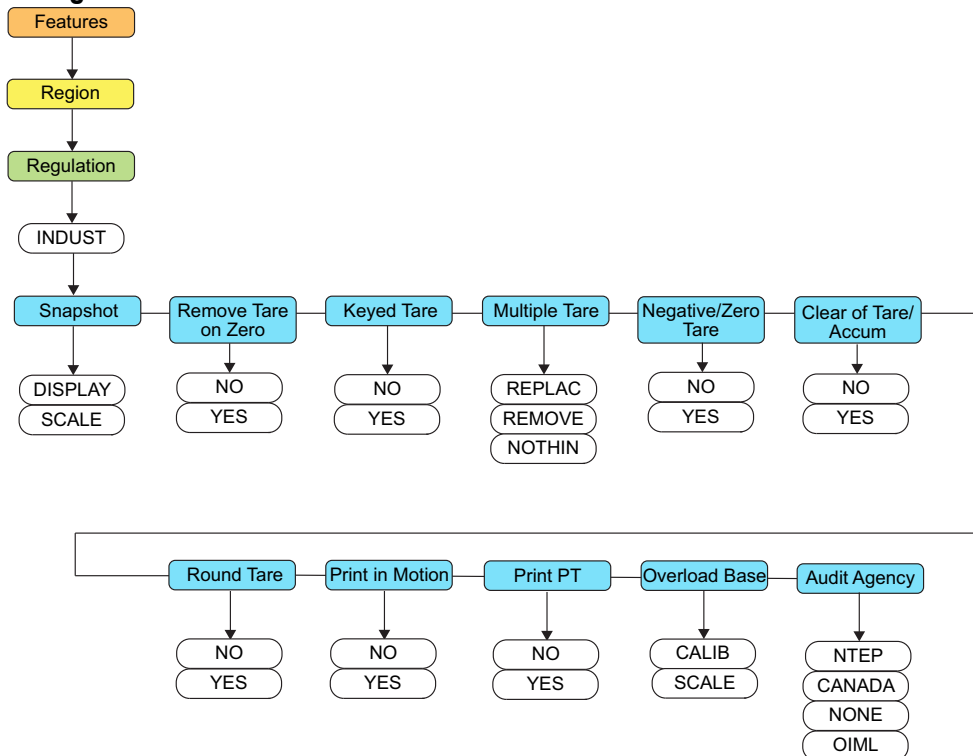 Features
Region
Regulation
INDUST
Snapshot
Remove Tare
on Zero
Keyed Tare
Multiple Tare
Negative/Zero
Tare
Clear of Tare/
Accum
DISPLAY
SCALE
NO
YES
NO
YES
REPLAC
REMOVE
NOTHIN
NO
YES
NO
YES
Round Tare
Print in Motion
Print PT
Overload Base
Audit Agency
NO
YES
NO
YES
NO
YES
CALIB
SCALE
NTEP
CANADA
NONE
OIML